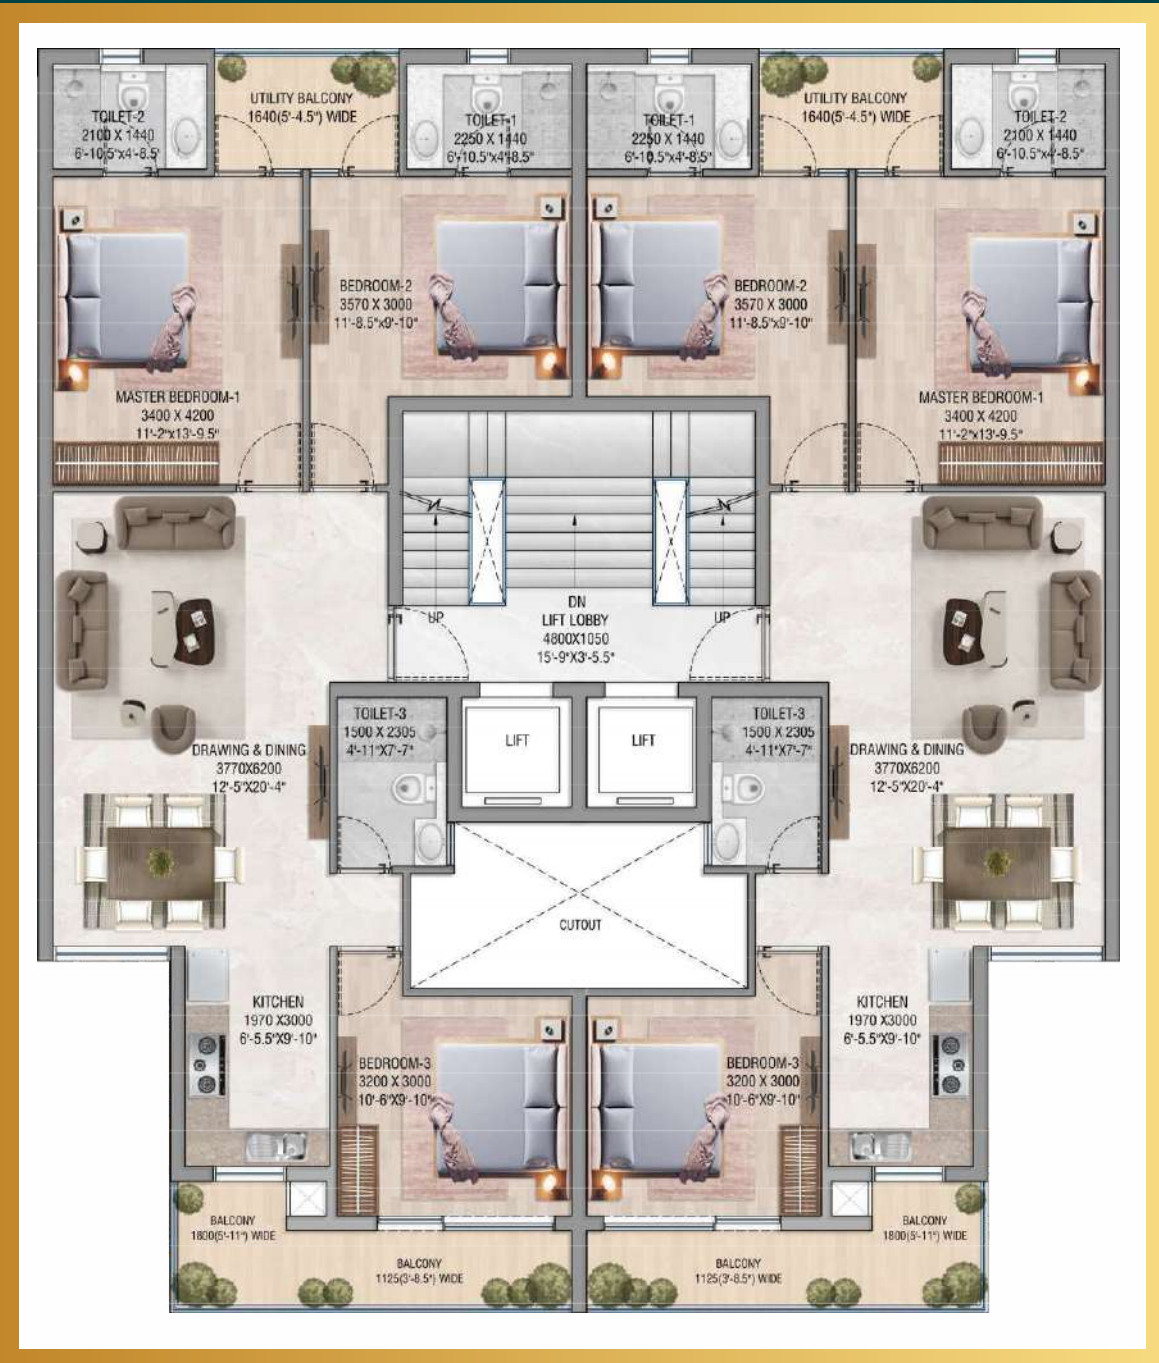 TOILET-2
2100 X 1440
6'-10.5"x4'-8.5"
UTILITY BALCONY
1640(5'-4.5") WIDE
TOILET-1
2250 X 1440
6'-10.5"x4'-8.5"
TOILET-1
2250 X 1440
6'-10.5"x4'-8.5"
UTILITY BALCONY
1640(5'-4.5") WIDE
TOILET-2
2100 X 1440
6'-10.5"x4'-8.5"
BEDROOM-2
3570 X 3000
11'-8.5"x9'-10"
BEDROOM-2
3570 X 3000
11'-8.5"x9'-10"
MASTER BEDROOM-1
3400 X 4200
11'-2"x13'-9.5"
MASTER BEDROOM-1
3400 X 4200
11'-2"x13'-9.5"
UP
DN
LIFT LOBBY
4800X1050
15'-9"X3'-5.5"
UP
TOILET-3
1500 X 2305
4'-11"X7'-7"
LIFT
LIFT
TOILET-3
1500 X 2305
4'-11"X7'-7"
DRAWING & DINING
3770X6200
12'-5"X20'-4"
DRAWING & DINING
3770X6200
12'-5"X20'-4"
CUTOUT
KITCHEN
1970 X3000
6'-5.5"X9'-10"
KITCHEN
1970 X3000
6'-5.5"X9'-10"
BEDROOM-3
3200 X 3000
10'-6"X9'-10"
BEDROOM-3
3200 X 3000
10'-6"X9'-10"
BALCONY
1800(5'-11") WIDE
BALCONY
1125(3'-8.5") WIDE
BALCONY
1125(3'-8.5") WIDE
BALCONY
1800(5'-11") WIDE